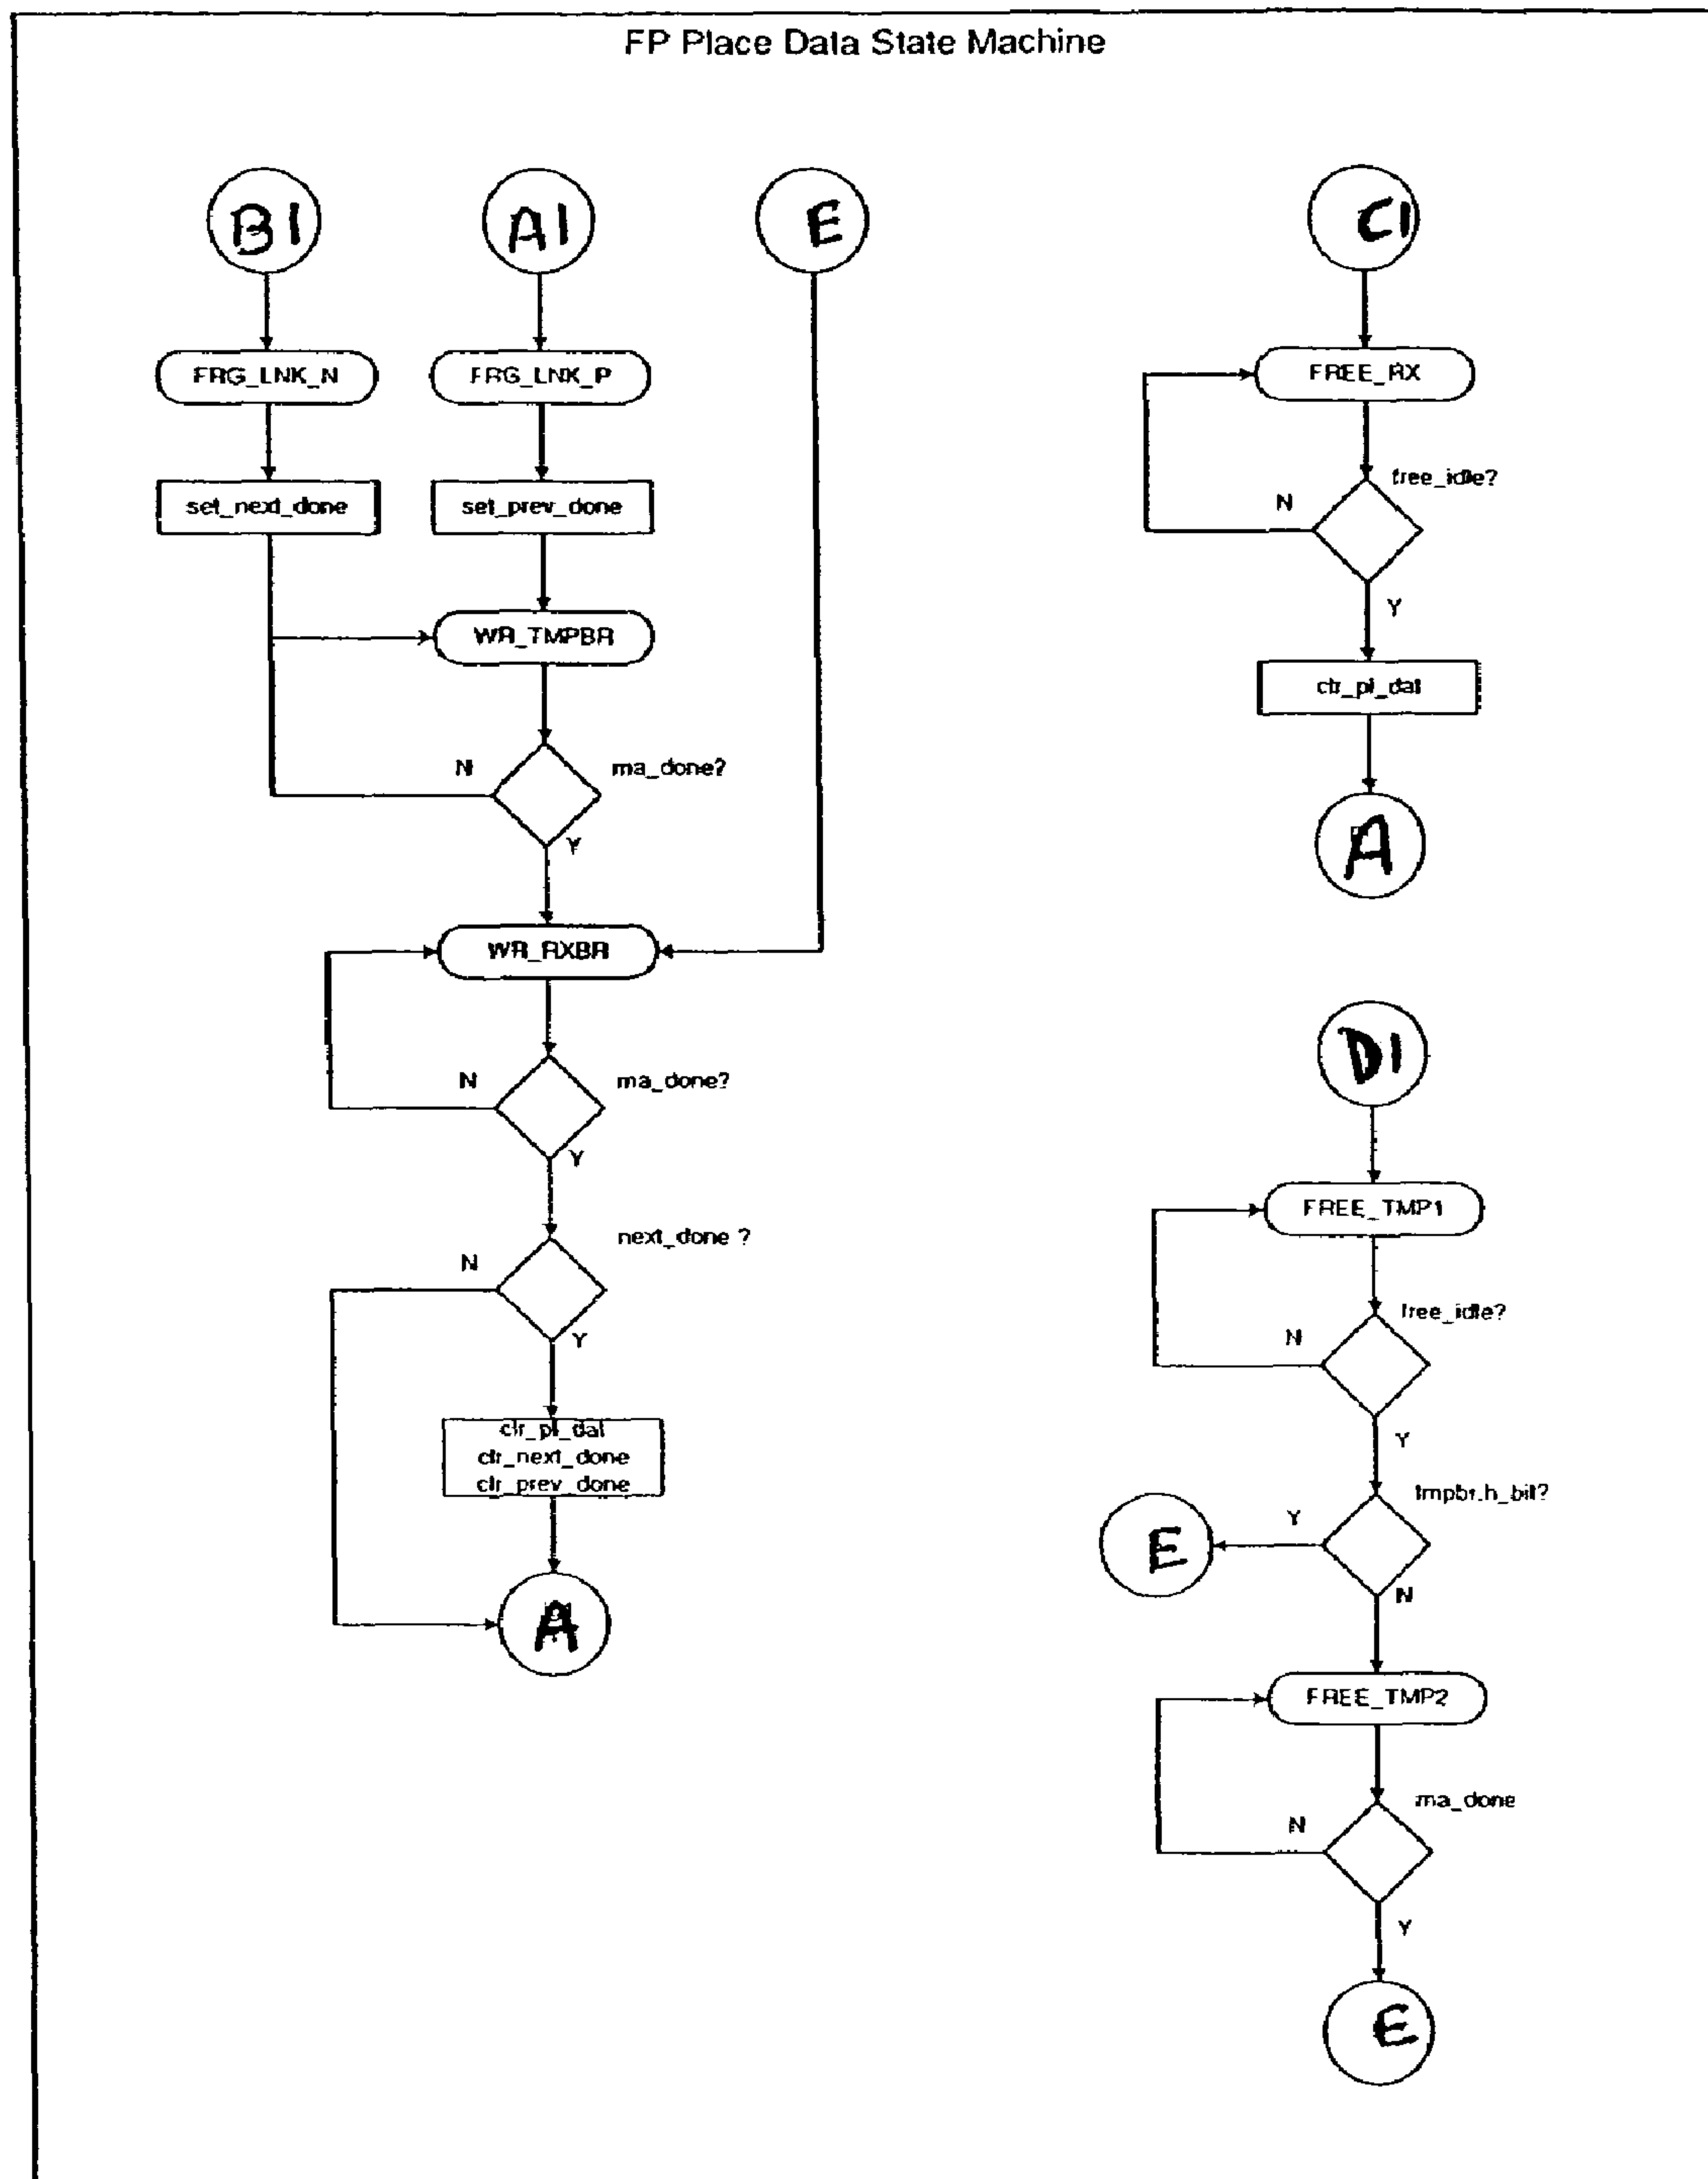 FP Place Data State Machine
B1
A1
E
FRG_LNK_N
FRG_LNK_P
set_next_done
set_prev_done
WR_TMPBR
N
ma_done?
Y
WR_RXBR
N
ma_done?
Y
next_done ?
N
Y
clr_pl_dat
clr_next_done
clr_prev_done
A
C1
FREE_RX
free_idle?
N
Y
clr_pl_dat
A
D1
FREE_TMP1
free_idle?
N
Y
tmpbr.h_bit?
Y
E
N
FREE_TMP2
ma_done
N
Y
E